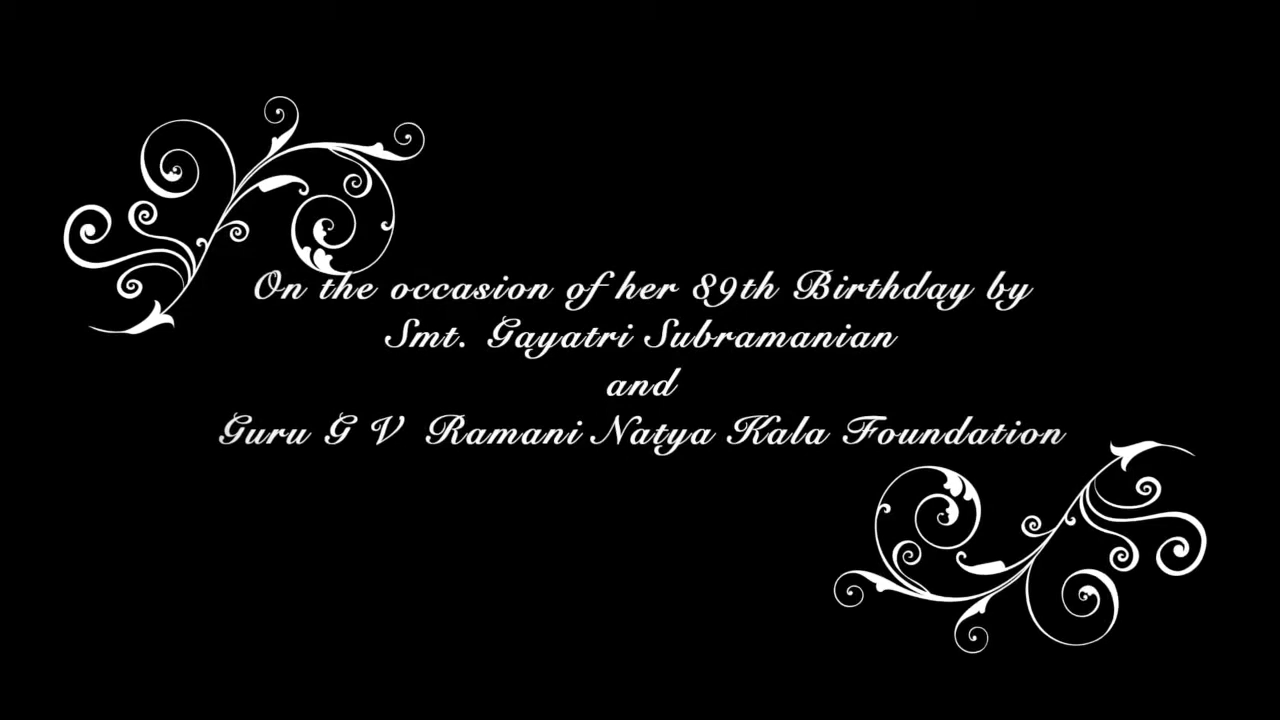 On the occasion of her 89th Birthday by
Smt. Gayatri Subramanian
and
Guru G V Ramani Natya Kala Foundation